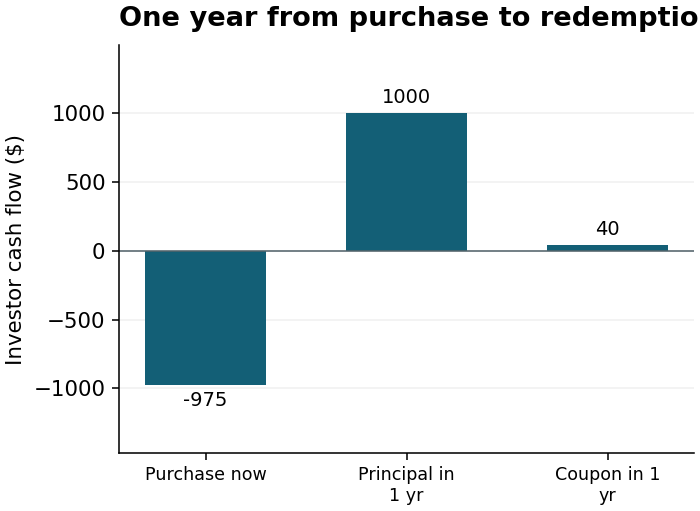 One year from purchase to redemptio
Investor cash flow ($)
1000
500
0
−500
−1000
-975
1000
40
Purchase now
Principal in
1 yr
Coupon in 1
yr